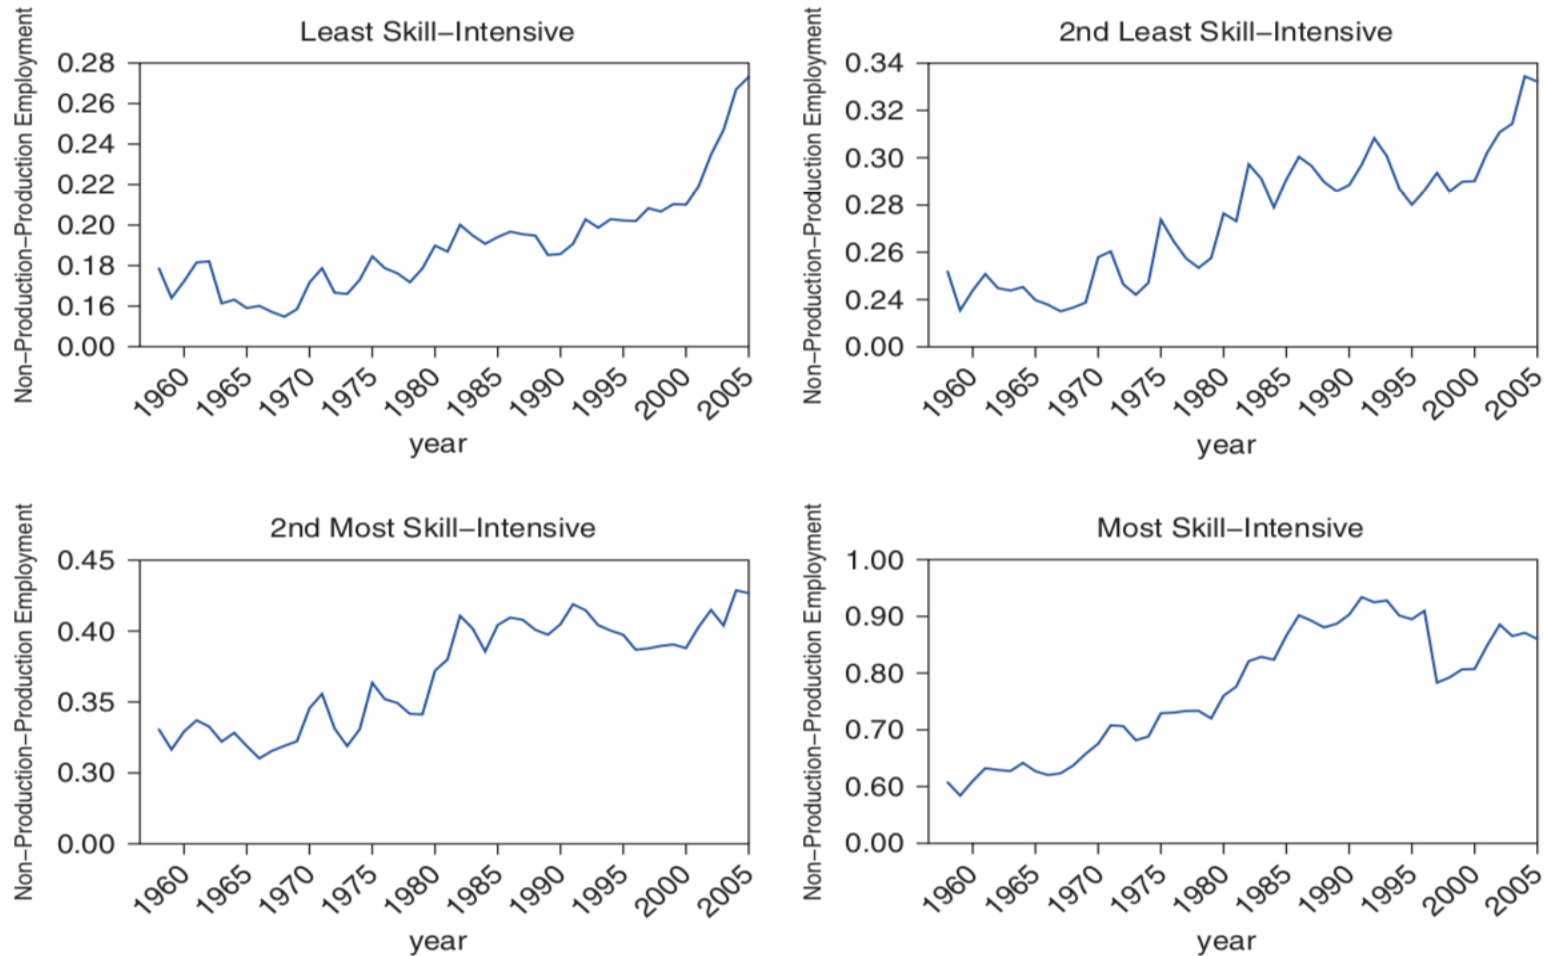 Least Skill–Intensive
Non–Production–Production Employment
0.28
0.26
0.24
0.22
0.20
0.18
0.16
0.00
1960 1965 1970 1975 1980 1985 1990 1995 2000 2005
year
2nd Least Skill–Intensive
Non–Production–Production Employment
0.34
0.32
0.30
0.28
0.26
0.24
0.00
1960 1965 1970 1975 1980 1985 1990 1995 2000 2005
year
2nd Most Skill–Intensive
Non–Production–Production Employment
0.45
0.40
0.35
0.30
0.00
1960 1965 1970 1975 1980 1985 1990 1995 2000 2005
year
Most Skill–Intensive
Non–Production–Production Employment
1.00
0.90
0.80
0.70
0.60
0.00
1960 1965 1970 1975 1980 1985 1990 1995 2000 2005
year